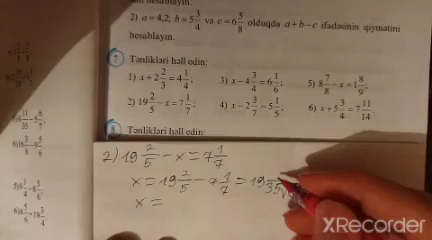 hesablayın.
2) a = 4,2; b = 5 3/4 və c = 6 5/8 olduqda a + b − c ifadəsinin qiymətini
hesablayın.
7 Tənlikləri həll edin:
1) x + 2 2/3 = 4 1/4; 3) x − 4 3/4 = 6 1/6; 5) 8 7/8 − x = 1 8/9;
2) 19 2/5 − x = 7 1/7; 4) x − 2 3/7 = 5 1/5; 6) x + 5 3/4 = 7 11/14
8 Tənlikləri həll edin:
2) 19 2/5 − x = 7 1/7
x = 19 2/5 − 7 1/7 = 19 /35
x =
XRecorder